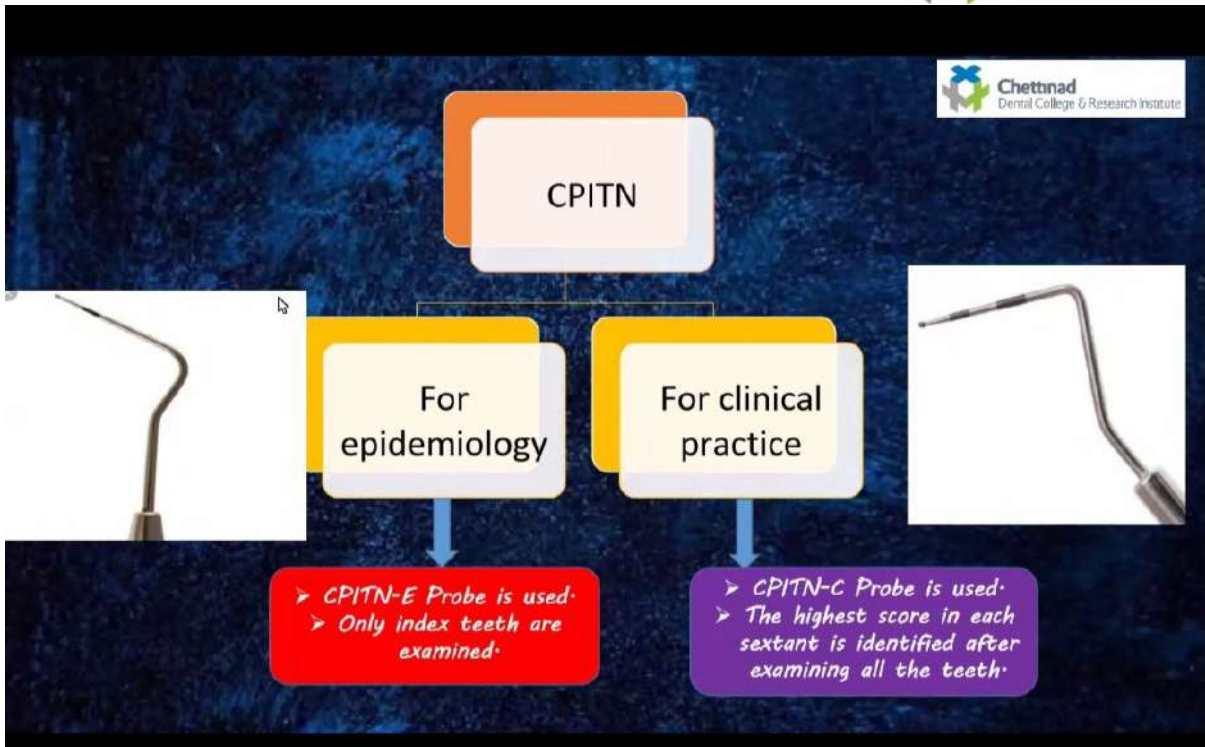 Chettinad
Dental College & Research Institute
CPITN
For
epidemiology
For clinical
practice
➢ CPITN-E Probe is used.
➢ Only index teeth are
examined.
➢ CPITN-C Probe is used.
➢ The highest score in each
sextant is identified after
examining all the teeth.